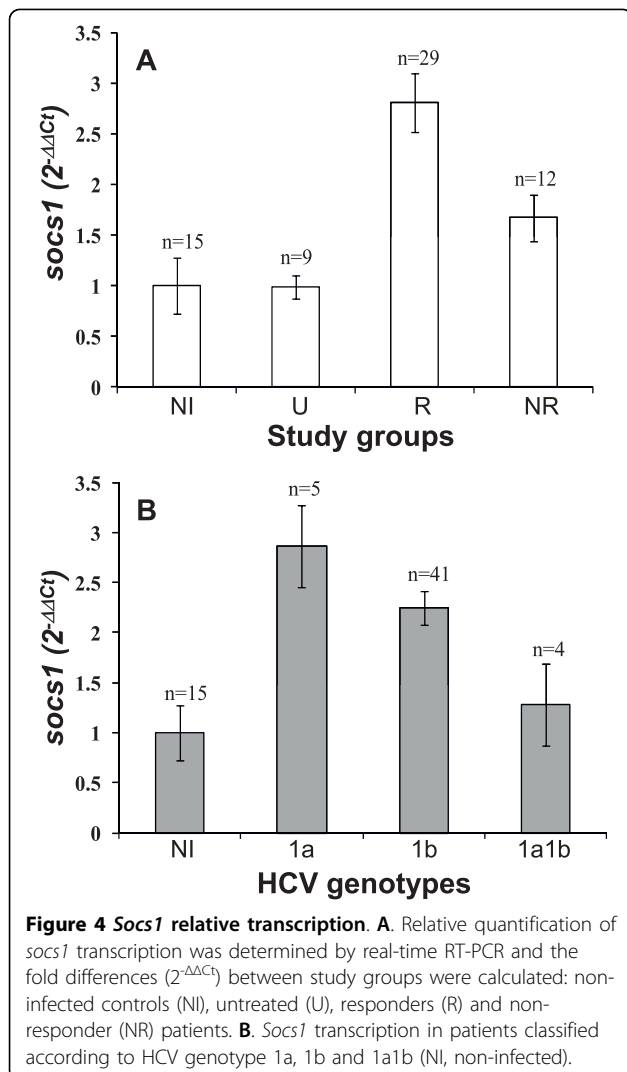 A
socs1 (2-ΔΔCt)
3.5
3
2.5
2
1.5
1
0.5
0
n=15
n=9
n=29
n=12
NI U R NR
Study groups
B
socs1 (2-ΔΔCt)
3.5
3
2.5
2
1.5
1
0.5
0
n=15
n=5
n=41
n=4
NI 1a 1b 1a1b
HCV genotypes
Figure 4 Socs1 relative transcription. A. Relative quantification of
socs1 transcription was determined by real-time RT-PCR and the
fold differences (2-ΔΔCt) between study groups were calculated: non-
infected controls (NI), untreated (U), responders (R) and non-
responder (NR) patients. B. Socs1 transcription in patients classified
according to HCV genotype 1a, 1b and 1a1b (NI, non-infected).